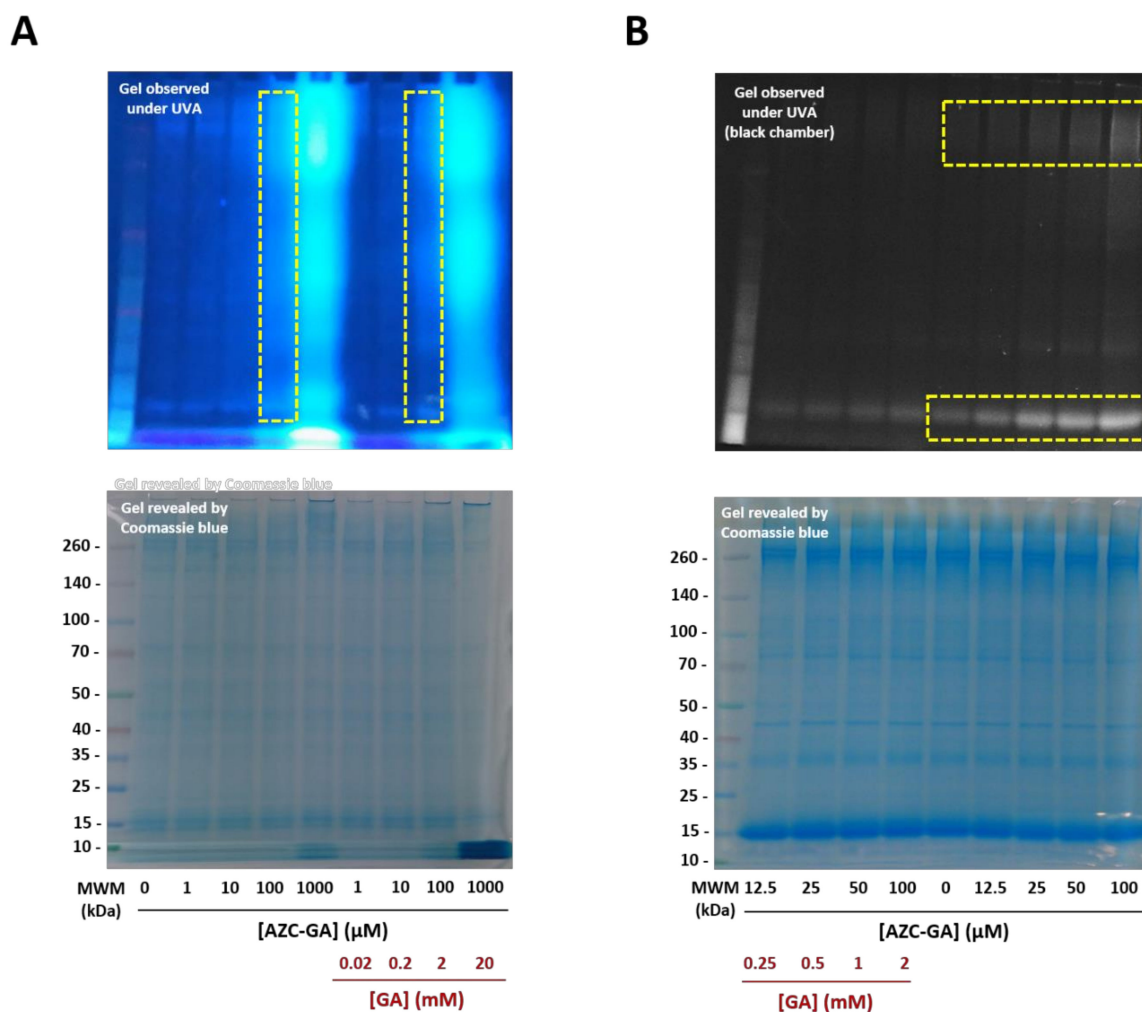 A
Gel observed
under UVA
Gel revealed by Coomassie blue
Gel revealed by
Coomassie blue
260 -
140 -
100 -
70 -
50 -
40 -
35 -
25 -
15 -
10 -
MWM 0 1 10 100 1000 1 10 100 1000
(kDa)
[AZC-GA] (µM)
0.02 0.2 2 20
[GA] (mM)
B
Gel observed
under UVA
(black chamber)
Gel revealed by
Coomassie blue
260 -
140 -
100 -
70 -
50 -
40 -
35 -
25 -
15 -
10 -
MWM 12.5 25 50 100 0 12.5 25 50 100
(kDa)
[AZC-GA] (µM)
0.25 0.5 1 2
[GA] (mM)